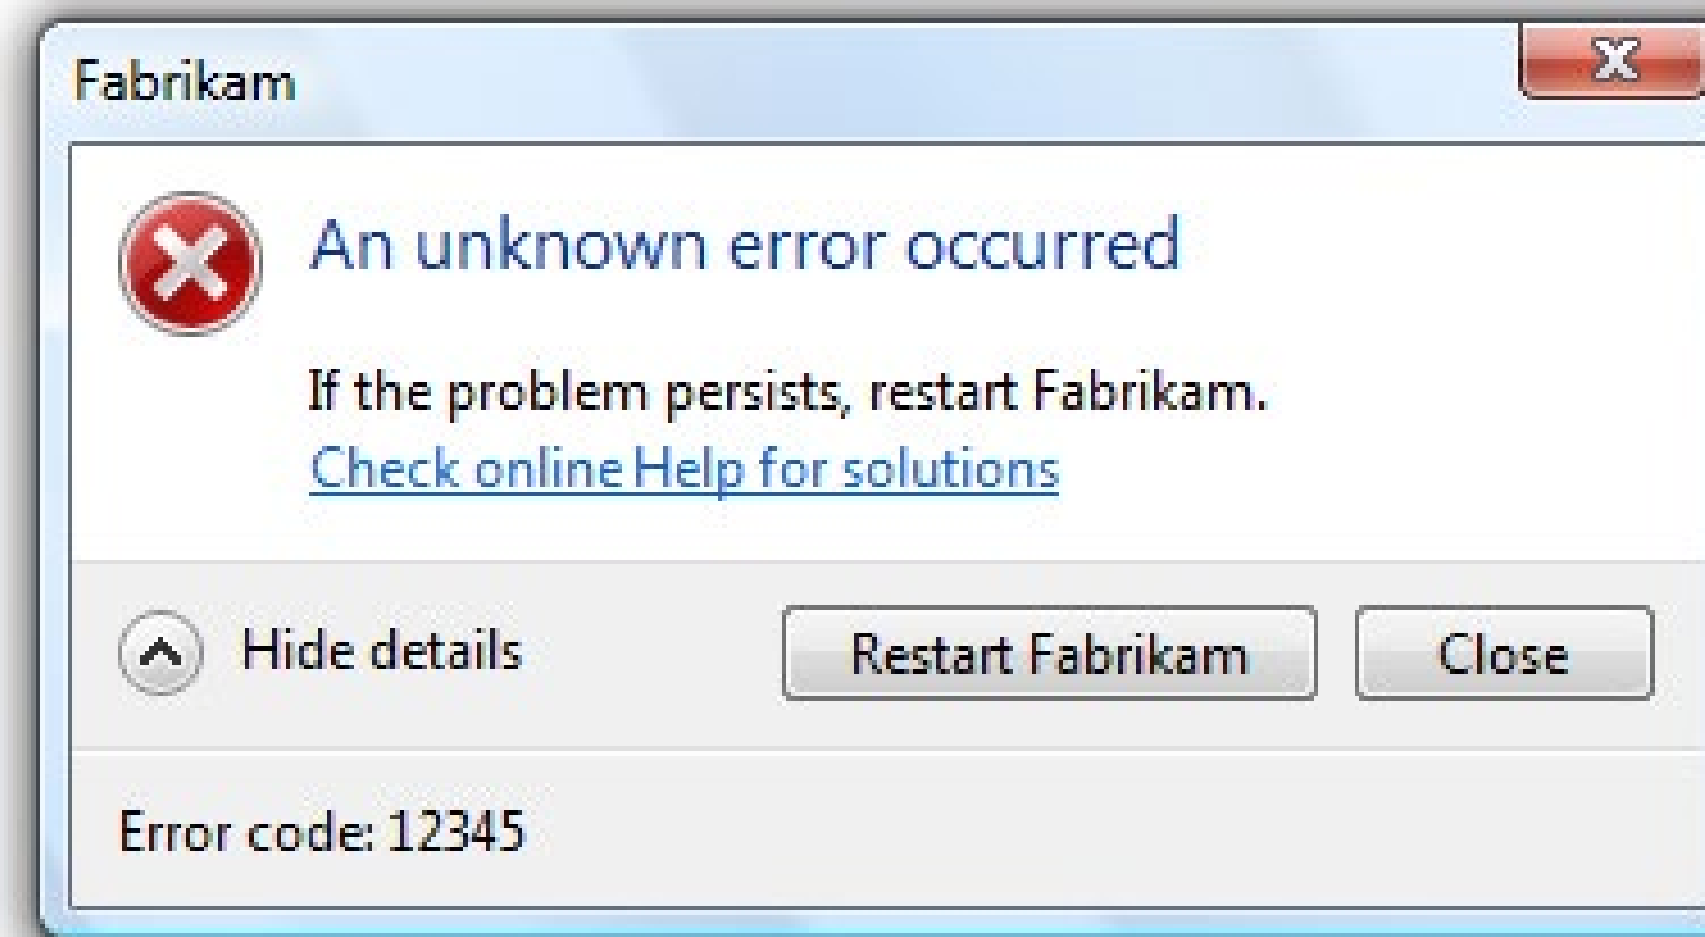 Fabrikam
An unknown error occurred
If the problem persists, restart Fabrikam.
Check online Help for solutions
Hide details
Restart Fabrikam
Close
Error code: 12345